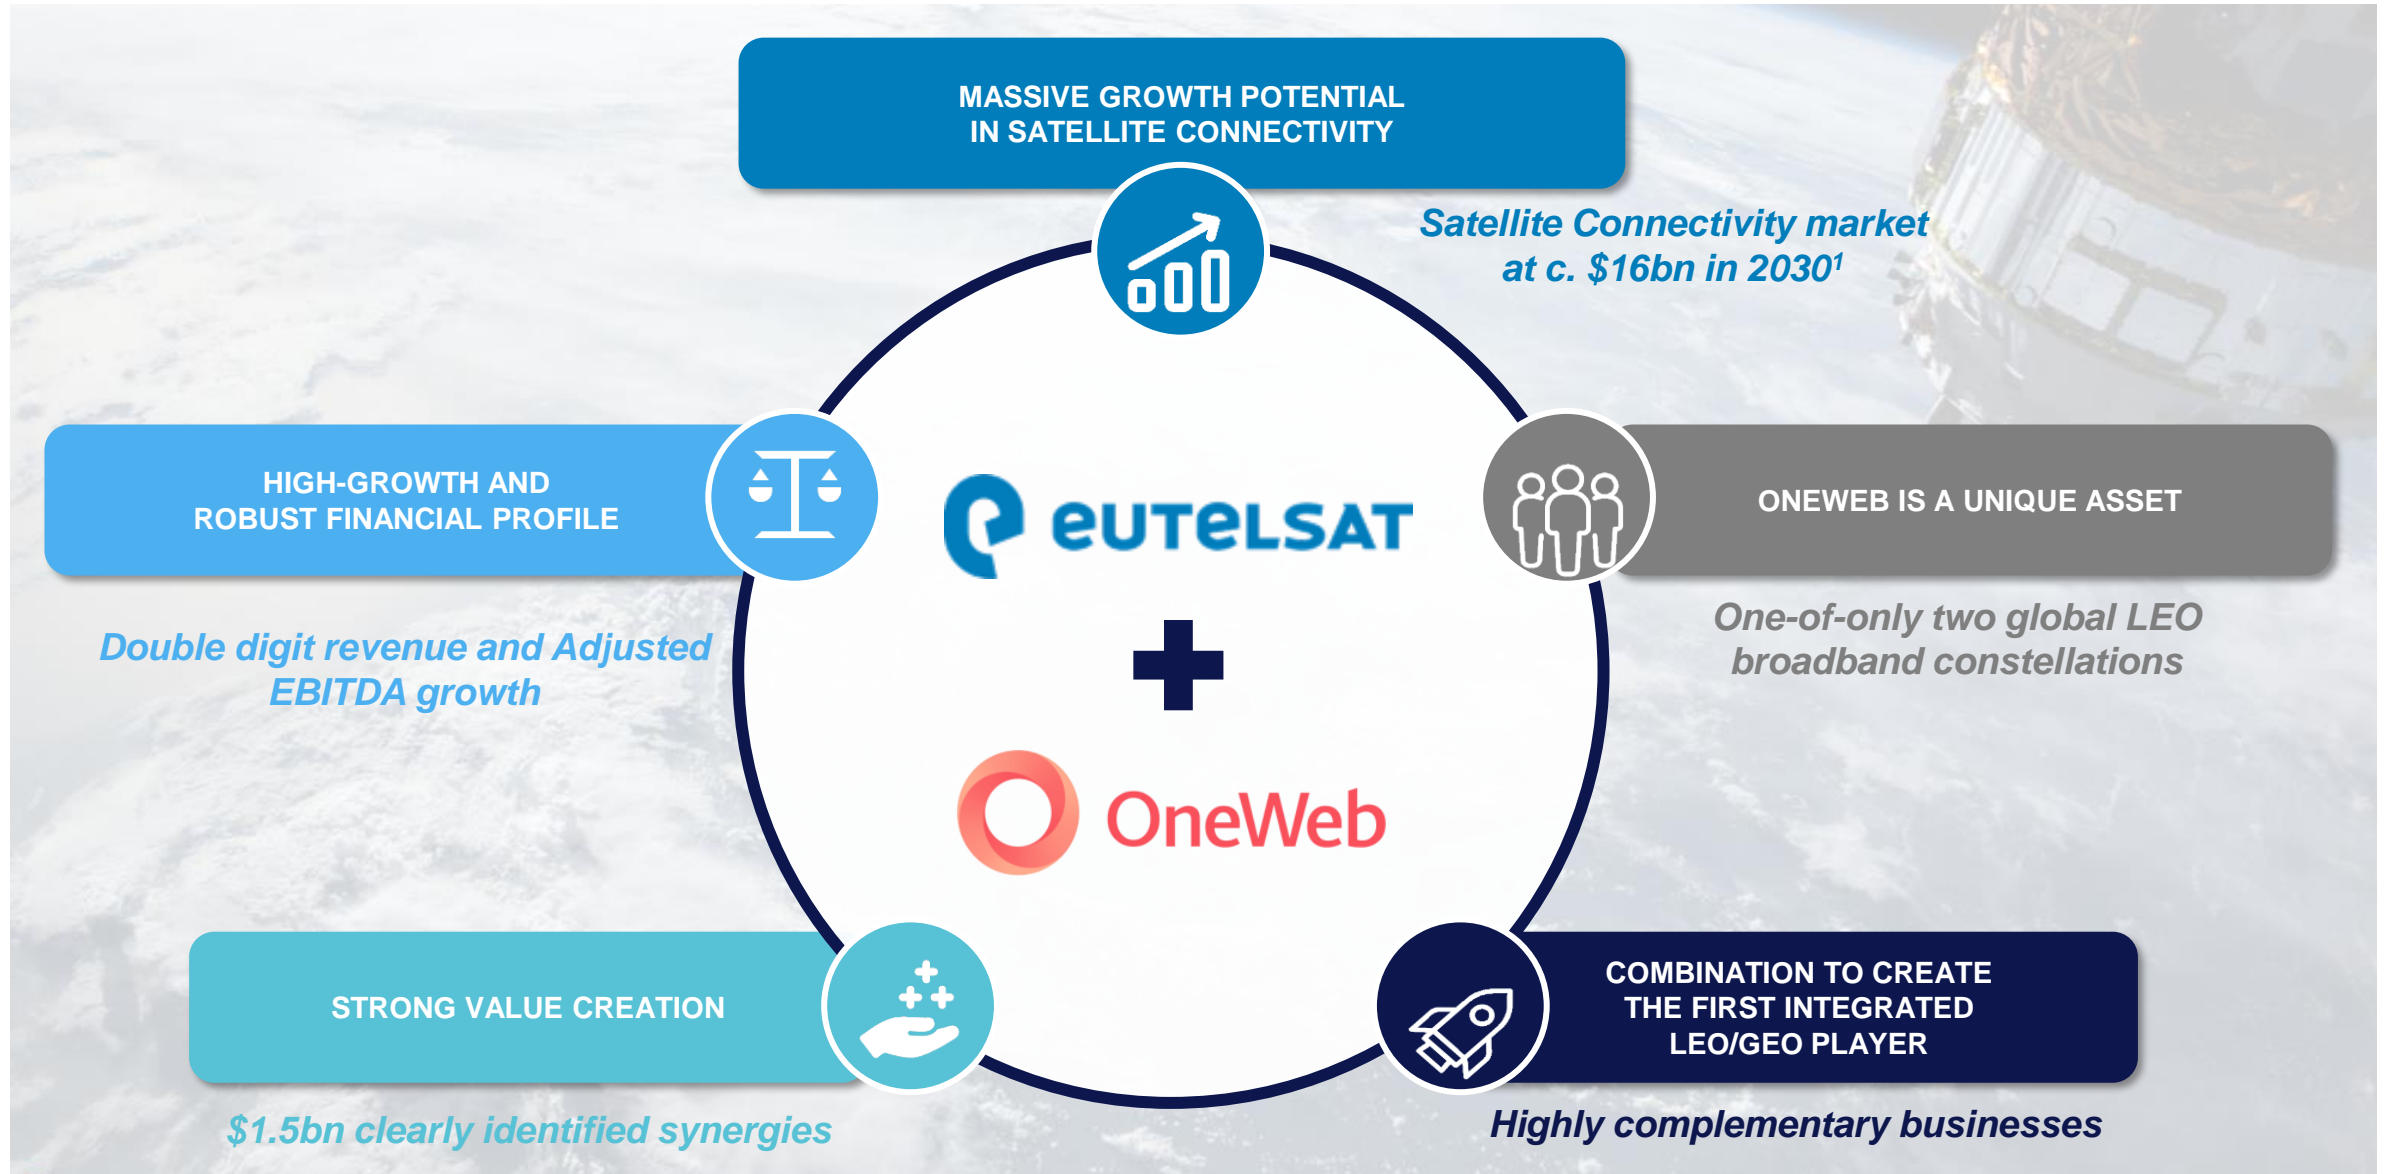 MASSIVE GROWTH POTENTIAL
IN SATELLITE CONNECTIVITY
Satellite Connectivity market
at c. $16bn in 2030¹
HIGH-GROWTH AND
ROBUST FINANCIAL PROFILE
Double digit revenue and Adjusted
EBITDA growth
eUTeLSAT
OneWeb
ONEWEB IS A UNIQUE ASSET
One-of-only two global LEO
broadband constellations
STRONG VALUE CREATION
$1.5bn clearly identified synergies
COMBINATION TO CREATE
THE FIRST INTEGRATED
LEO/GEO PLAYER
Highly complementary businesses